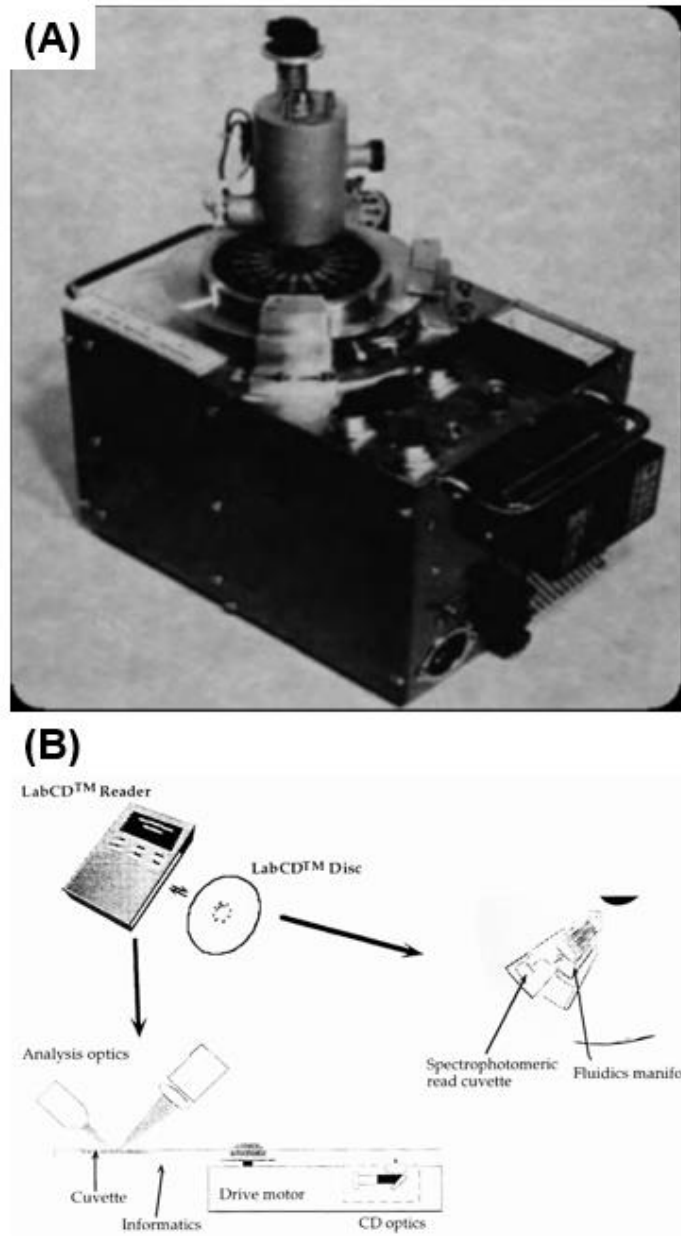 (A)
(B)
LabCD™ Reader
LabCD™ Disc
Analysis optics
Spectrophotomeric
read cuvette
Fluidics manifo
Cuvette
Informatics
Drive motor
CD optics